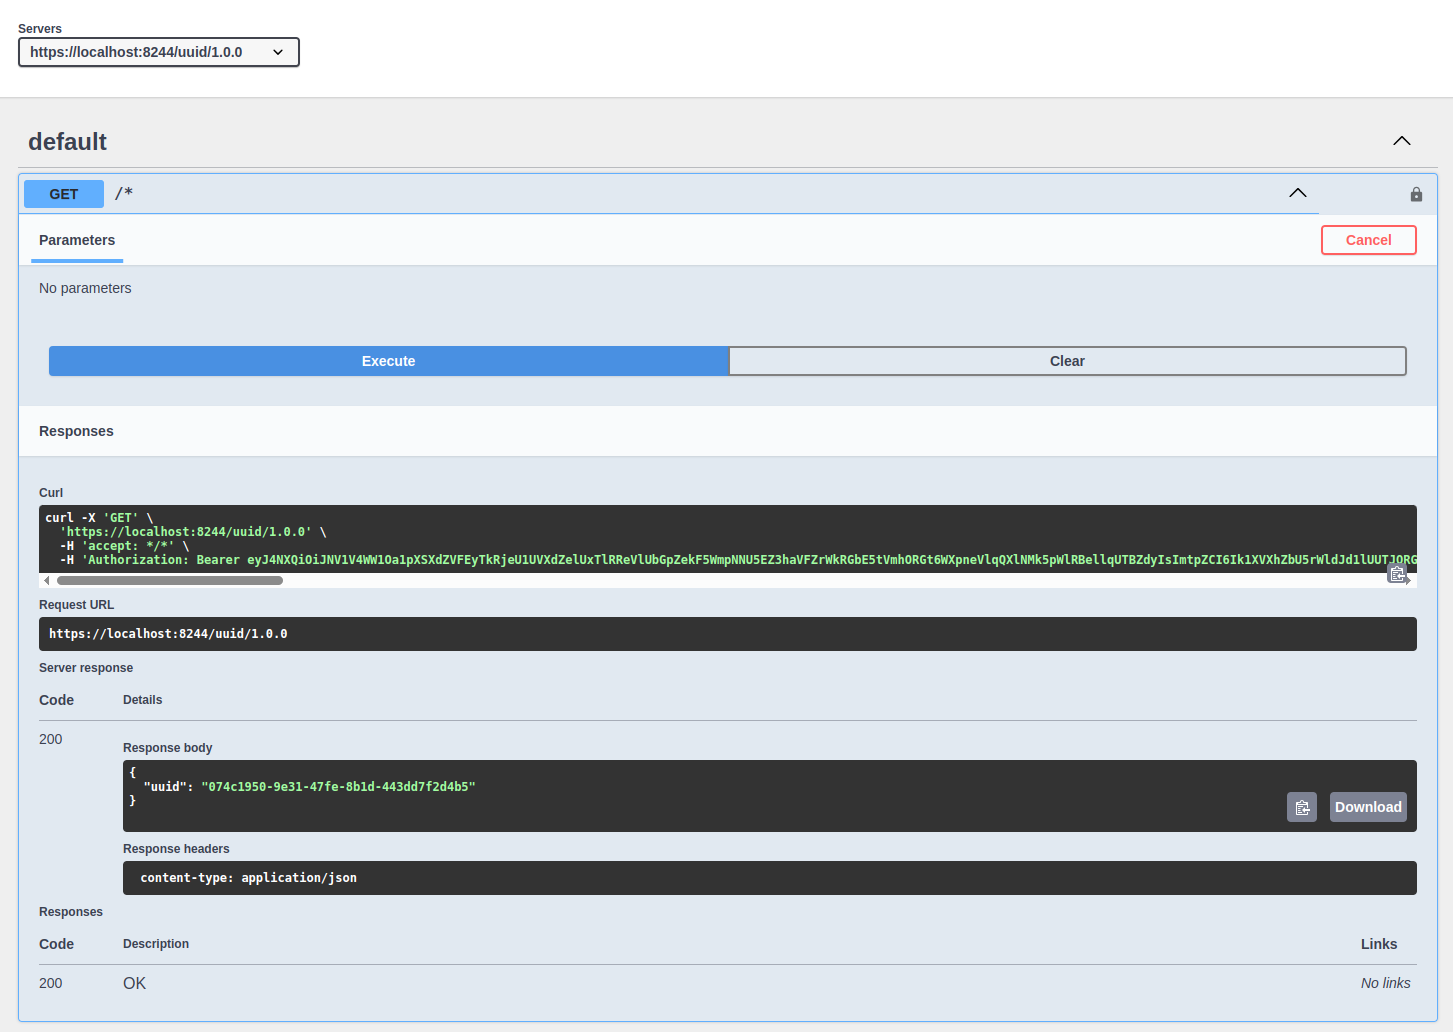 Servers
https://localhost:8244/uuid/1.0.0
default
GET /*
Parameters
Cancel
No parameters
Execute
Clear
Responses
Curl
curl -X 'GET' \
'https://localhost:8244/uuid/1.0.0' \
-H 'accept: */*' \
-H 'Authorization: Bearer
Request URL
https://localhost:8244/uuid/1.0.0
Server response
Code Details
200
Response body
{
"uuid": "074c1950-9e31-47fe-8b1d-443dd7f2d4b5"
}
Download
Response headers
content-type: application/json
Responses
Code Description Links
200 OK No links